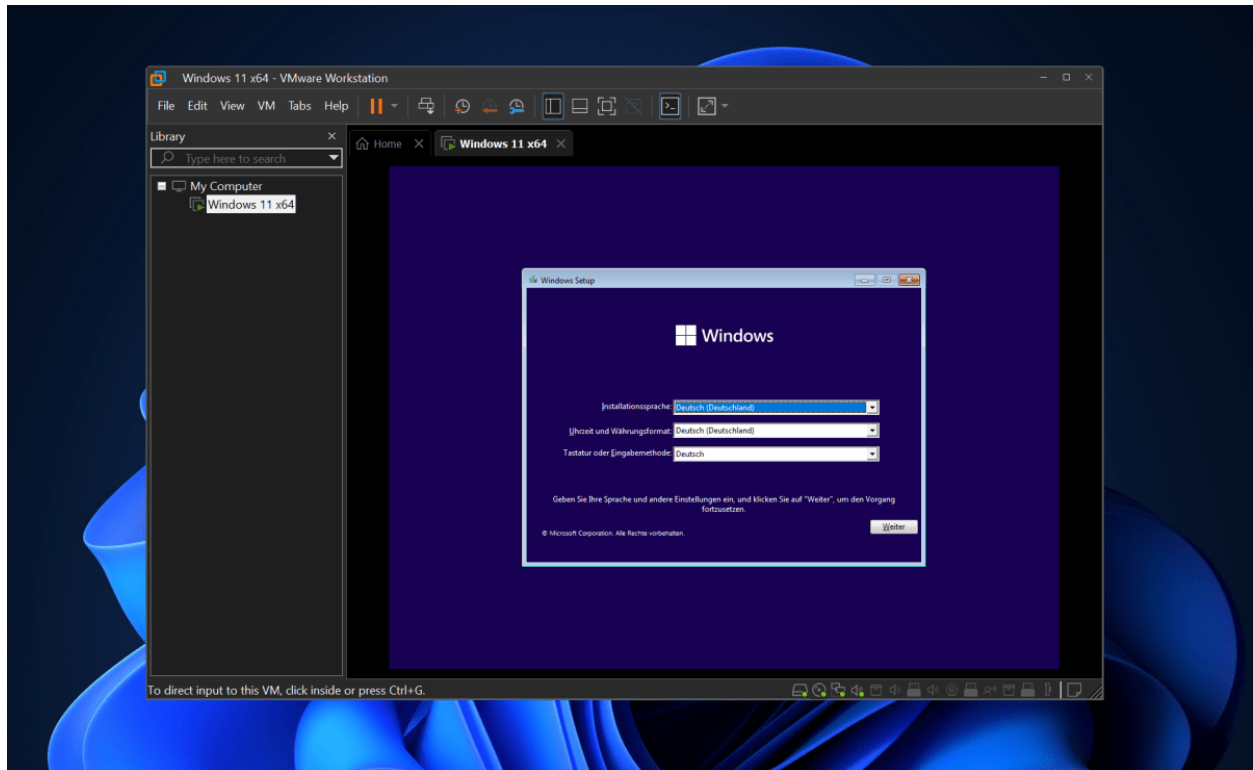 Windows 11 x64 - VMware Workstation
File Edit View VM Tabs Help
Library
Type here to search
My Computer
Windows 11 x64
Home
Windows 11 x64
Windows Setup
Windows
Installationssprache: Deutsch (Deutschland)
Uhrzeit und Währungsformat: Deutsch (Deutschland)
Tastatur oder Eingabemethode: Deutsch
Geben Sie Ihre Sprache und andere Einstellungen ein, und klicken Sie auf "Weiter", um den Vorgang
fortzusetzen.
Weiter
© Microsoft Corporation. Alle Rechte vorbehalten.
To direct input to this VM, click inside or press Ctrl+G.